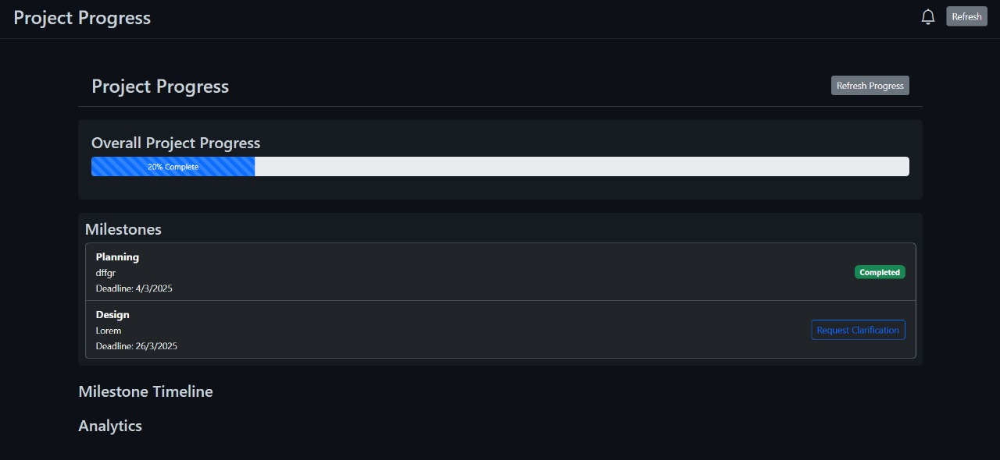 Project Progress
Refresh
Project Progress
Refresh Progress
Overall Project Progress
20% Complete
Milestones
Planning
dffgr
Deadline: 4/3/2025
Completed
Design
Lorem
Deadline: 26/3/2025
Request Clarification
Milestone Timeline
Analytics